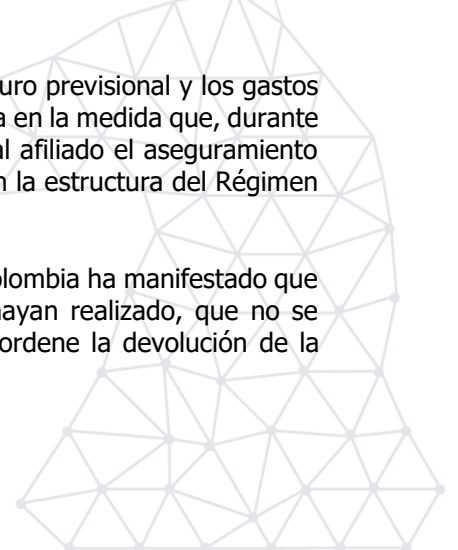 uro previsional y los gastos
a en la medida que, durante
al afiliado el aseguramiento
n la estructura del Régimen
olombia ha manifestado que
hayan realizado, que no se
ordene la devolución de la